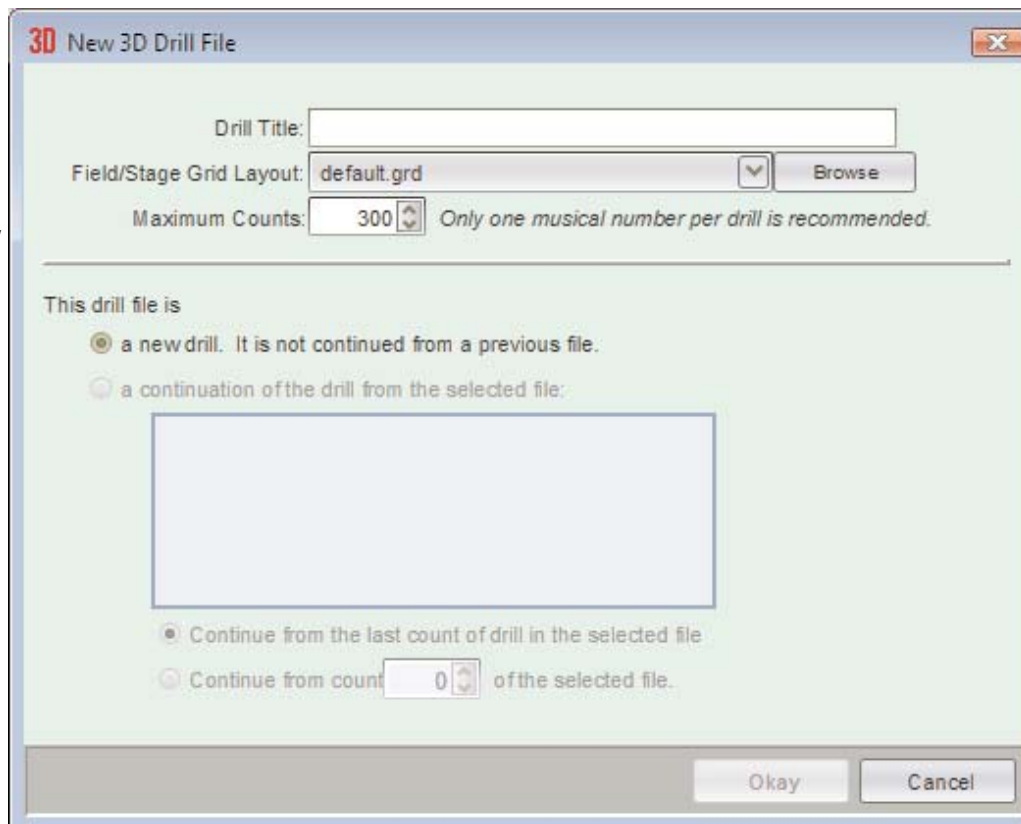 3D New 3D Drill File
Drill Title:
Field/Stage Grid Layout: default.grd Browse
Maximum Counts: 300 Only one musical number per drill is recommended.
This drill file is
a new drill. It is not continued from a previous file.
a continuation of the drill from the selected file:
Continue from the last count of drill in the selected file
Continue from count 0 of the selected file.
Okay Cancel